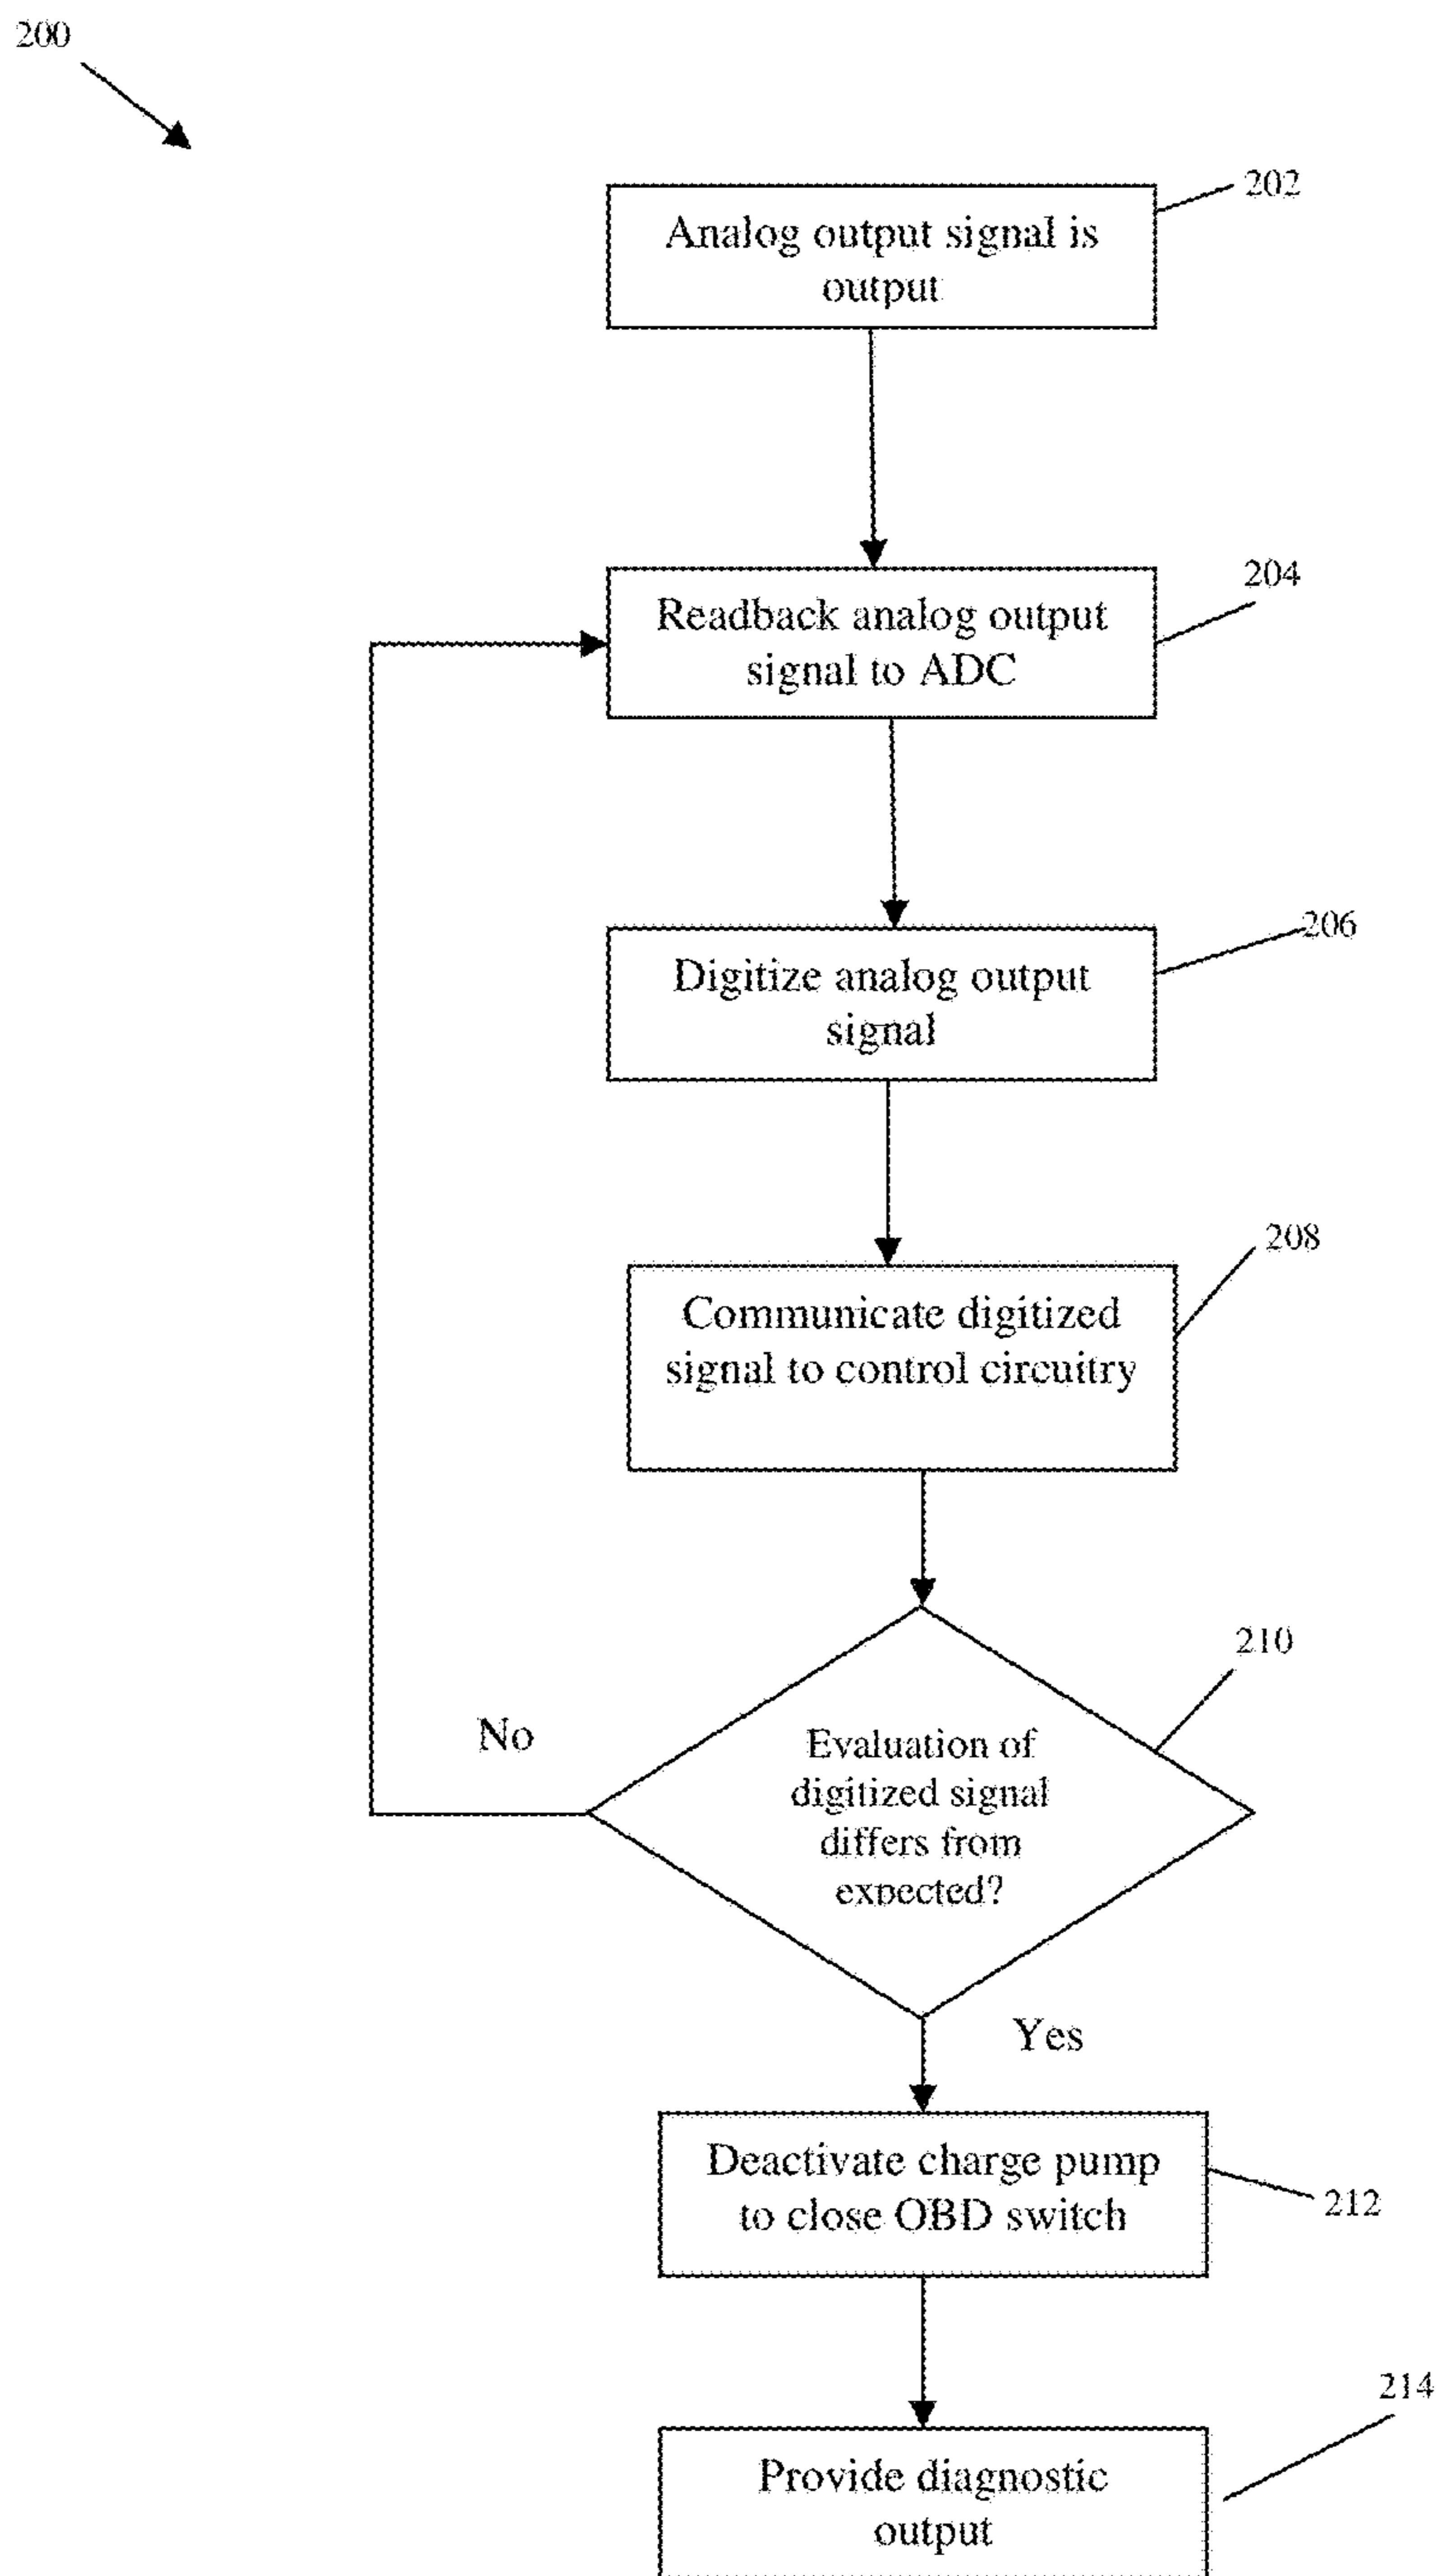 200
202
Analog output signal is
output
204
Readback analog output
signal to ADC
206
Digitize analog output
signal
208
Communicate digitized
signal to control circuitry
210
No
Evaluation of
digitized signal
differs from
expected?
Yes
Deactivate charge pump
to close OBD switch
212
214
Provide diagnostic
output